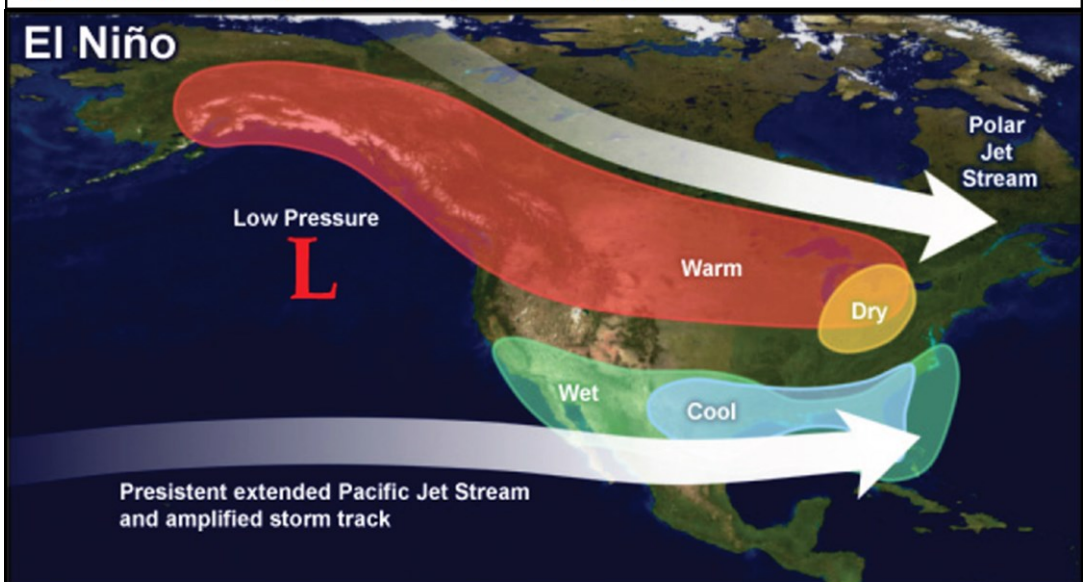 El Niño
Polar
Jet
Stream
Low Pressure
L
Warm
Dry
Wet
Cool
Presistent extended Pacific Jet Stream
and amplified storm track